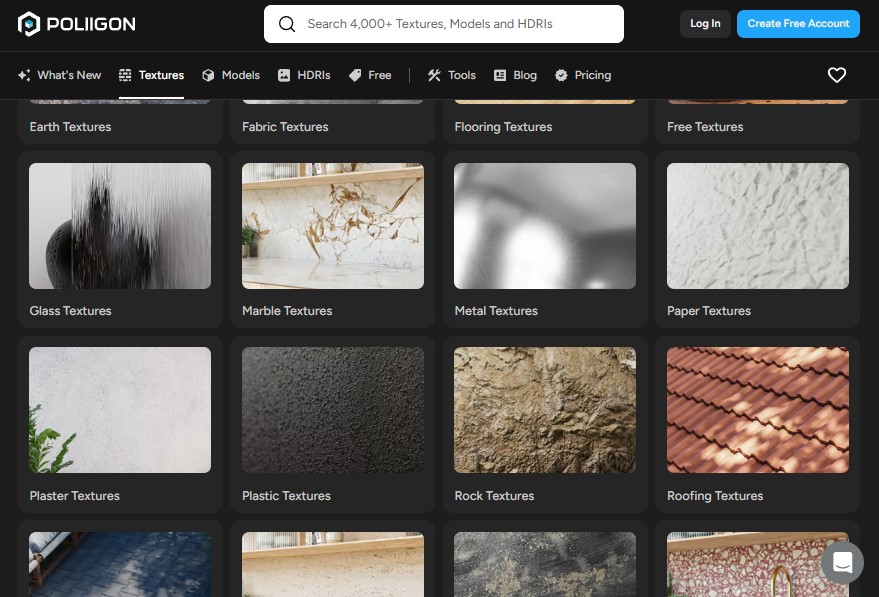 POLIIGON
Search 4,000+ Textures, Models and HDRIs
Log In
Create Free Account
What's New
Textures
Models
HDRIs
Free
Tools
Blog
Pricing
Earth Textures
Fabric Textures
Flooring Textures
Free Textures
Glass Textures
Marble Textures
Metal Textures
Paper Textures
Plaster Textures
Plastic Textures
Rock Textures
Roofing Textures